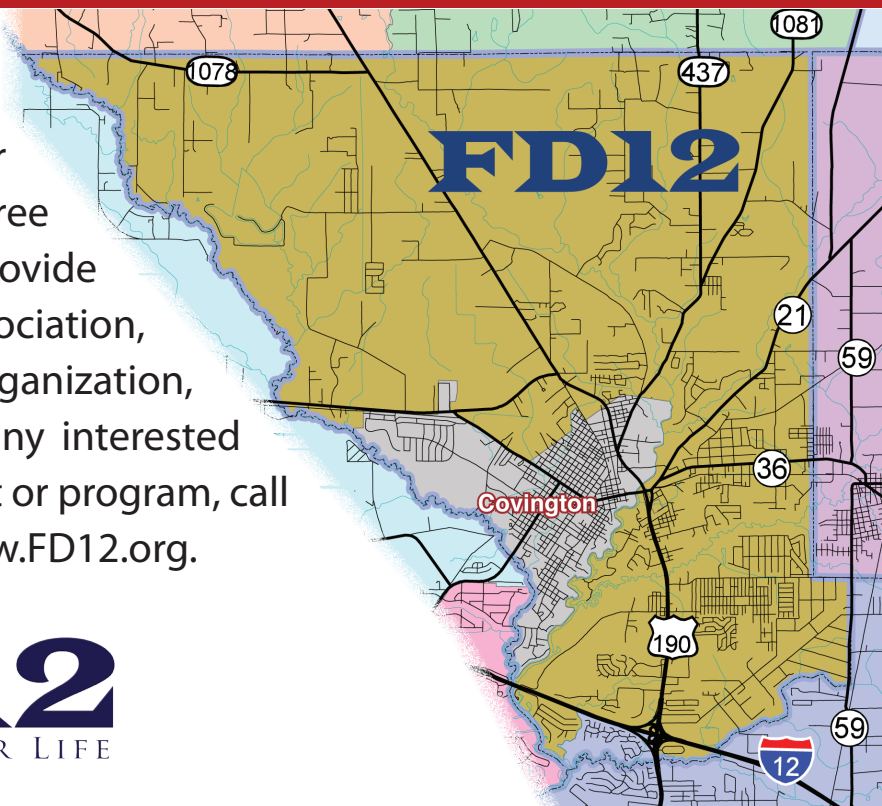 1081
1078
437
FD12
r
ree
ovide
ociation,
ganization,
ny interested
t or program, call
w.FD12.org.
21
59
36
Covington
190
12
R LIFE
59
12